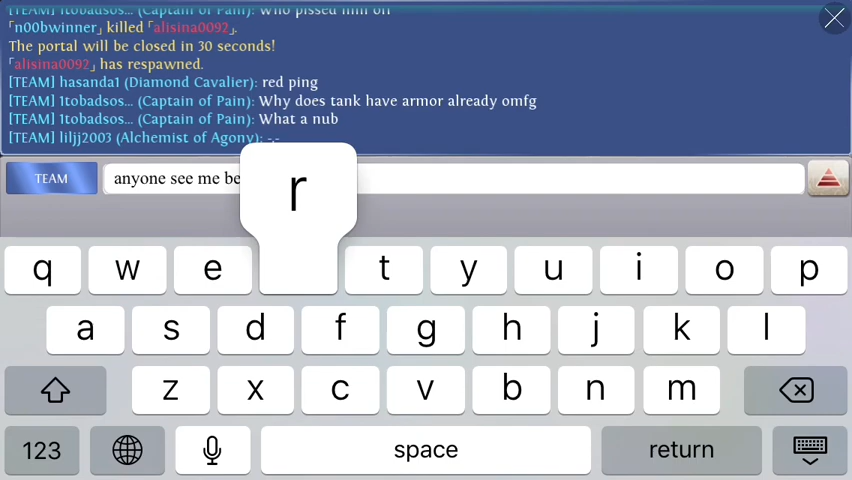 [TEAM] 1tobadsos... (Captain of Pain): Who pissed him off
「n00bwinner」 killed 「alisina0092」.
The portal will be closed in 30 seconds!
「alisina0092」 has respawned.
[TEAM] hasanda1 (Diamond Cavalier): red ping
[TEAM] 1tobadsos... (Captain of Pain): Why does tank have armor already omfg
[TEAM] 1tobadsos... (Captain of Pain): What a nub
[TEAM] liljj2003 (Alchemist of Agony): -.-
TEAM anyone see me be
r
q w e t y u i o p
a s d f g h j k l
z x c v b n m
123 space return